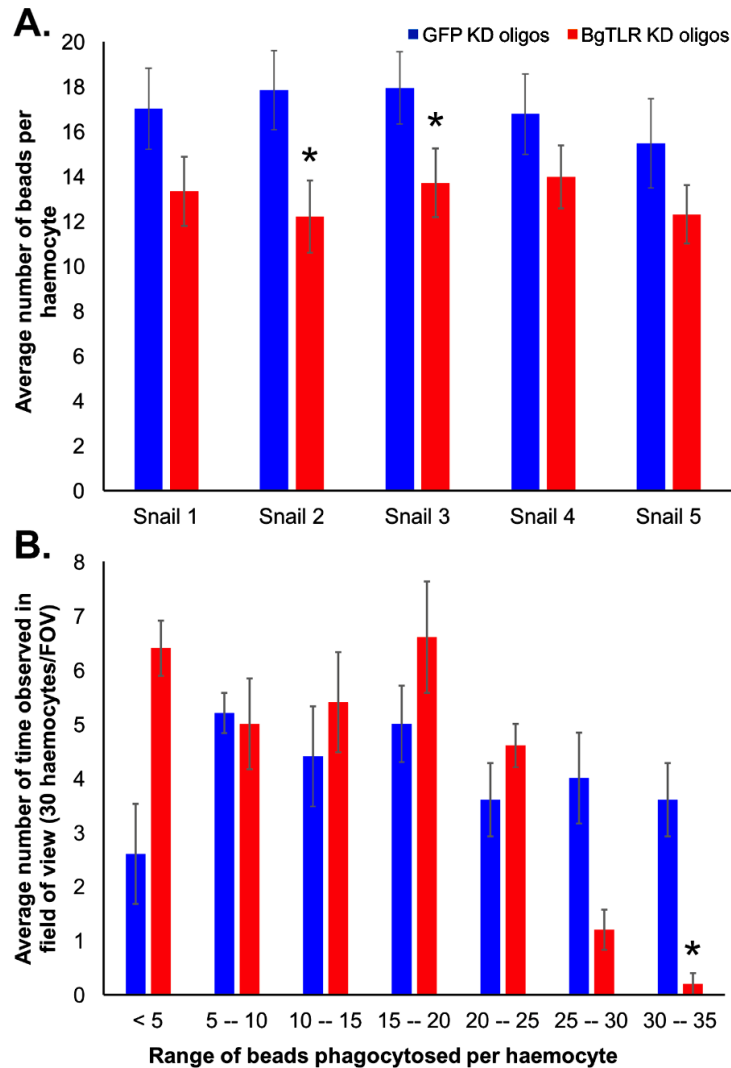 A.
GFP KD oligos BgTLR KD oligos
Average number of beads per
haemocyte
20
18
16
14
12
10
8
6
4
2
0
*
*
Snail 1 Snail 2 Snail 3 Snail 4 Snail 5
B.
Average number of time observed in
field of view (30 haemocytes/FOV)
8
7
6
5
4
3
2
1
0
*
< 5 5 -- 10 10 -- 15 15 -- 20 20 -- 25 25 -- 30 30 -- 35
Range of beads phagocytosed per haemocyte